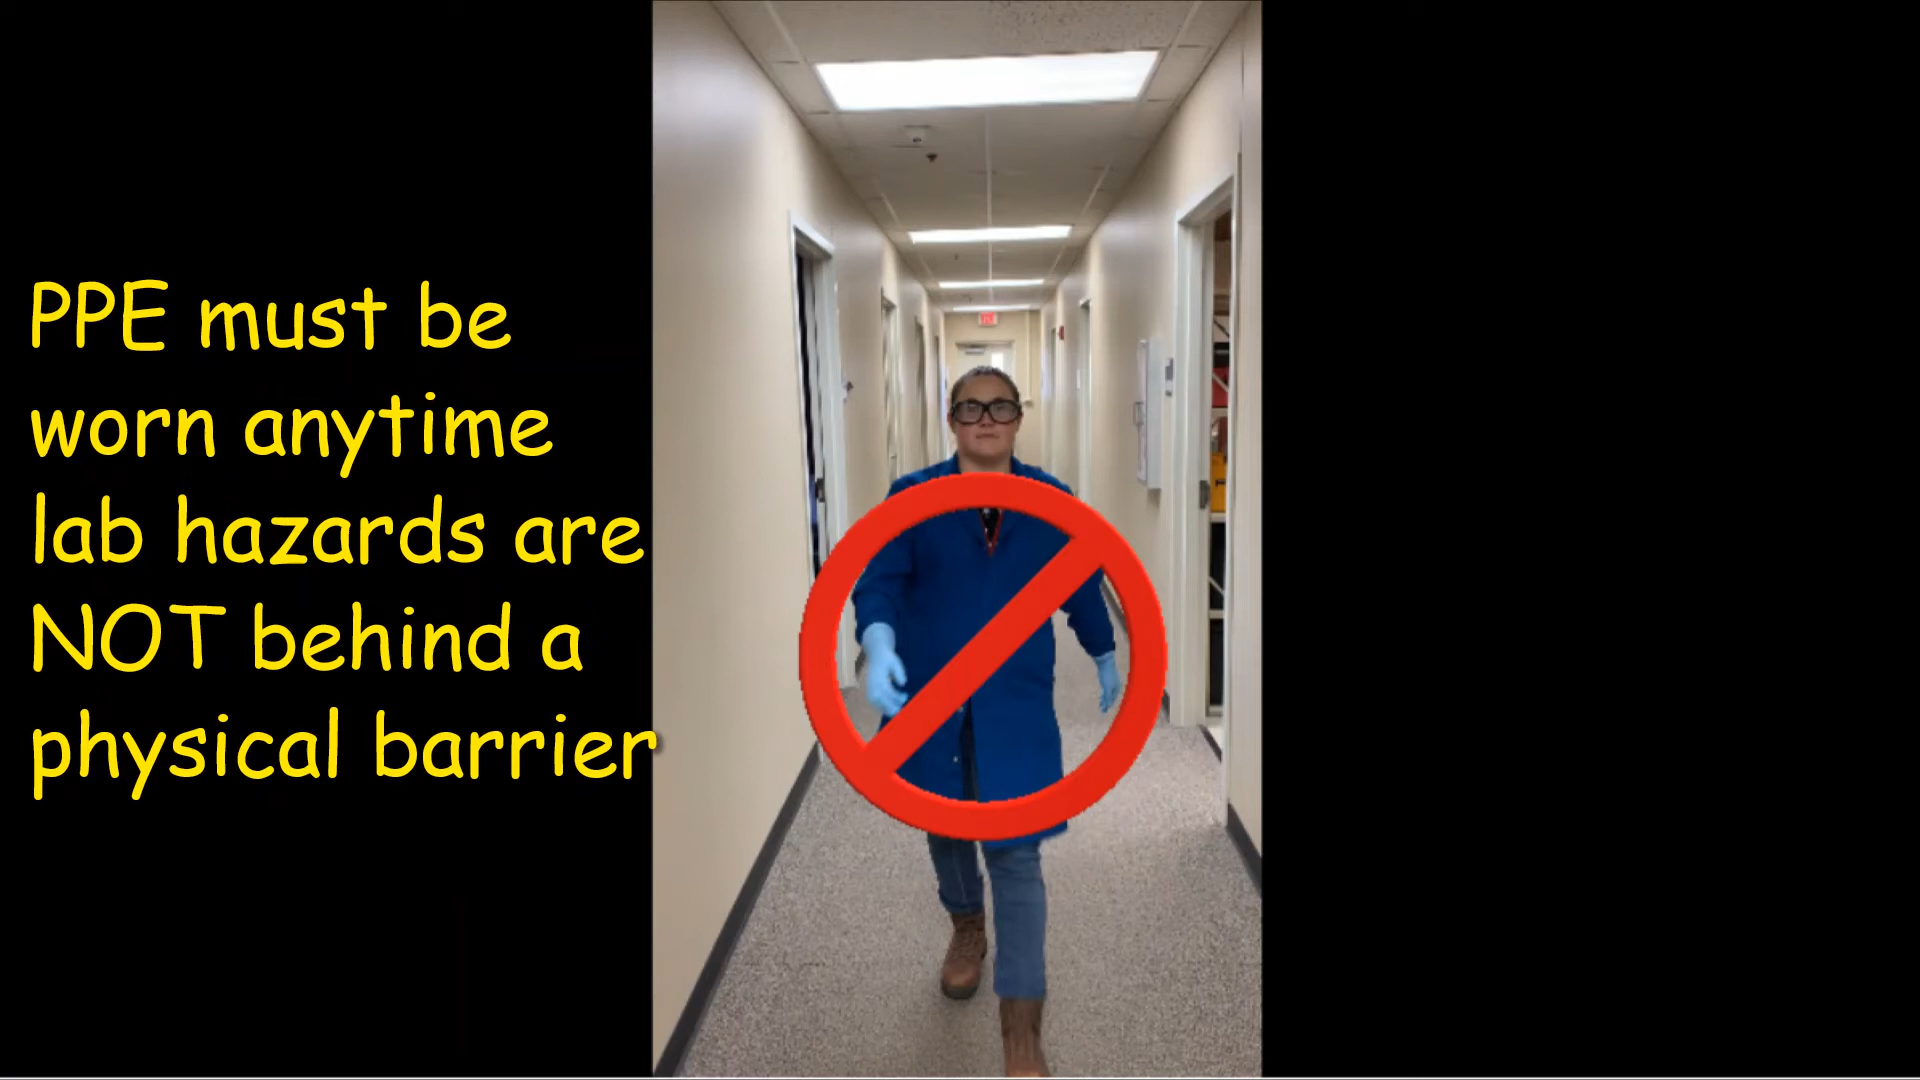 PPE must be
worn anytime
lab hazards are
NOT behind a
physical barrier